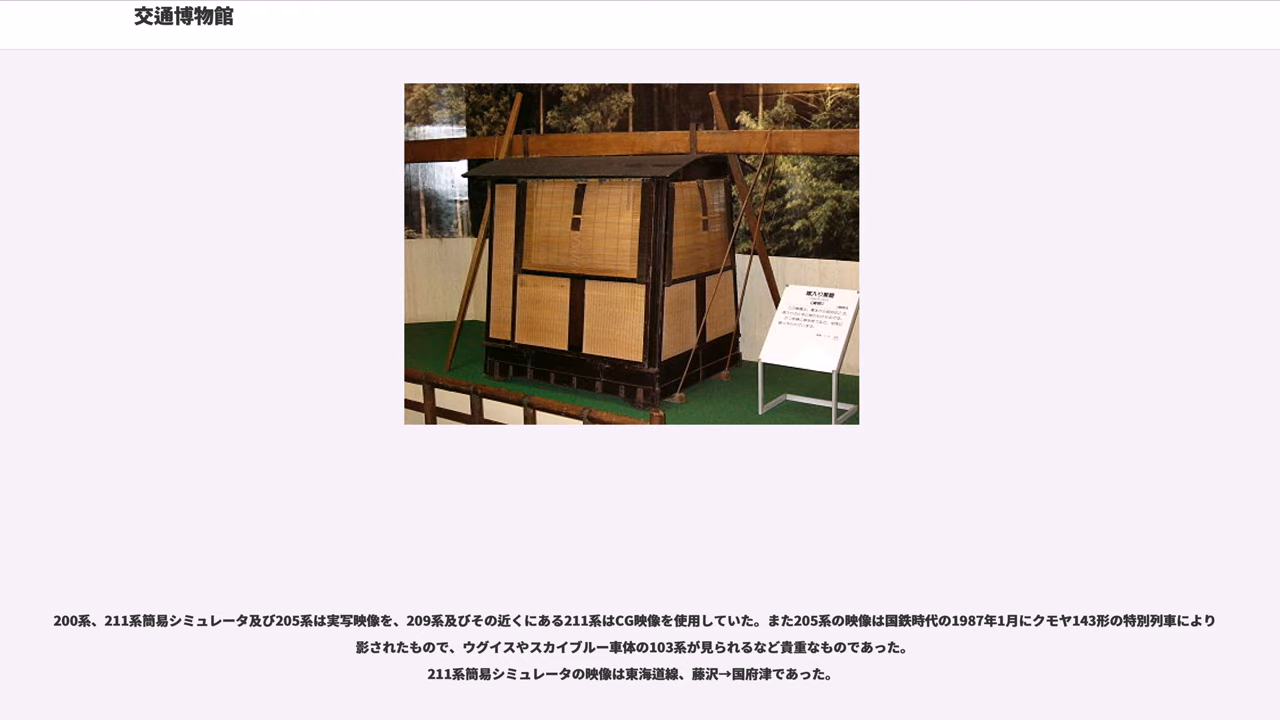 交通博物館
200系、211系簡易シミュレータ及び205系は実写映像を、209系及びその近くにある211系はCG映像を使用していた。また205系の映像は国鉄時代の1987年1月にクモヤ143形の特別列車により
影されたもので、ウグイスやスカイブルー車体の103系が見られるなど貴重なものであった。
211系簡易シミュレータの映像は東海道線、藤沢→国府津であった。